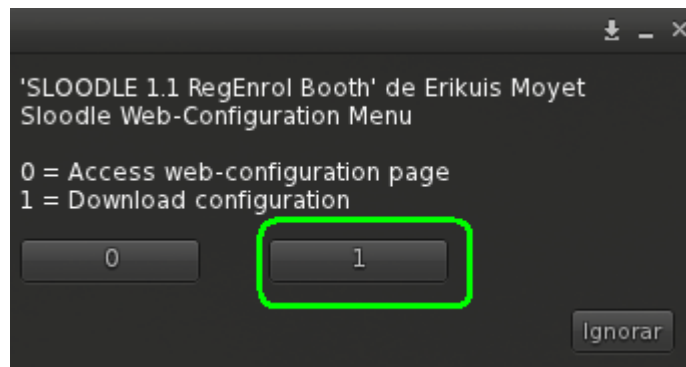 'SLOODLE 1.1 RegEnrol Booth' de Erikuis Moyet
Sloodle Web-Configuration Menu
0 = Access web-configuration page
1 = Download configuration
0 1
Ignorar